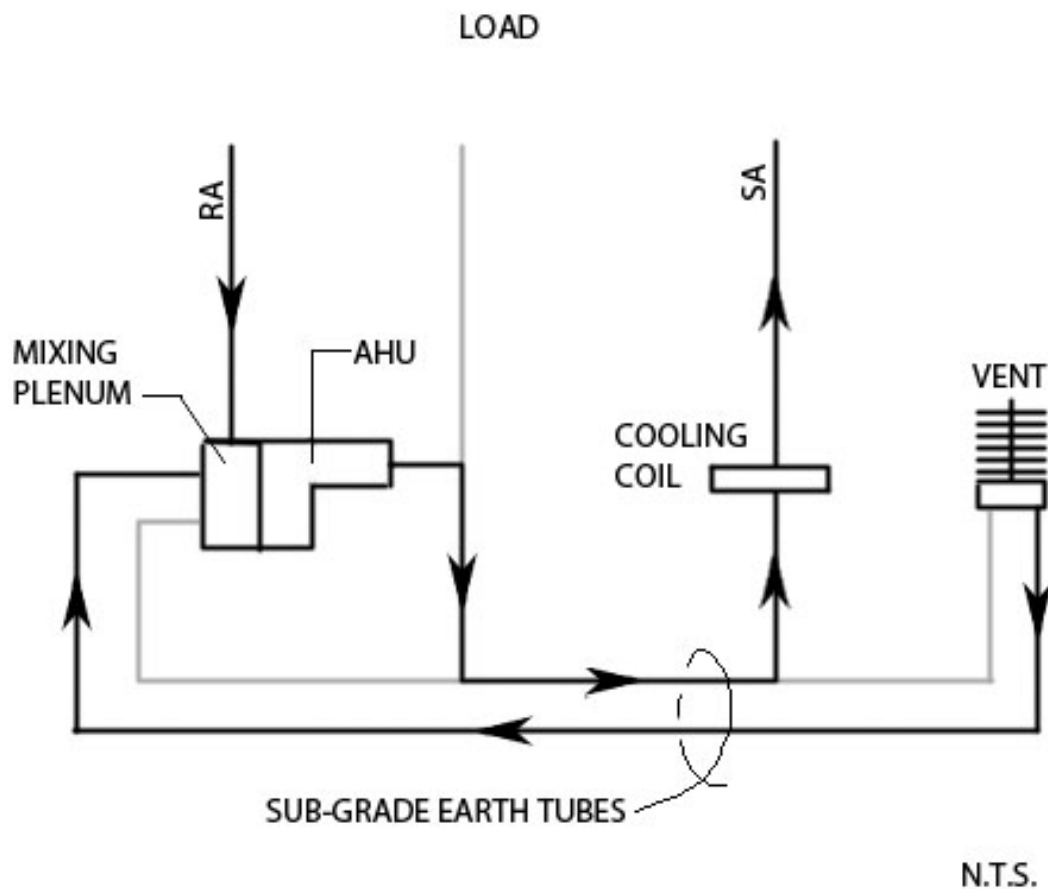 LOAD
RA
SA
MIXING
PLENUM
AHU
VENT
COOLING
COIL
SUB-GRADE EARTH TUBES
N.T.S.